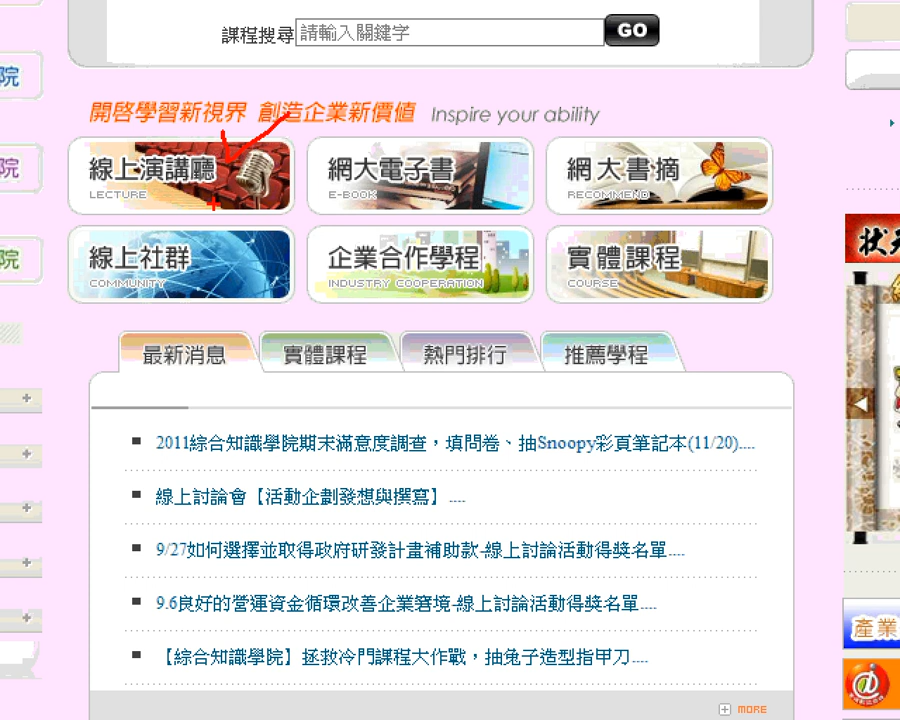 課程搜尋 請輸入關鍵字 GO
院
開啓學習新視界 創造企業新價值 Inspire your ability
線上演講廳 網大電子書 網大書摘
LECTURE E-BOOK RECOMMEND
院
線上社群 企業合作學程 實體課程
COMMUNITY INDUSTRY COOPERATION COURSE
院
狀元
最新消息 實體課程 熱門排行 推薦學程
2011綜合知識學院期末滿意度調查，填問卷、抽Snoopy彩頁筆記本(11/20)....
線上討論會【活動企劃發想與撰寫】....
9/27如何選擇並取得政府研發計畫補助款-線上討論活動得獎名單....
9.6良好的營運資金循環改善企業窘境-線上討論活動得獎名單....
【綜合知識學院】拯救冷門課程大作戰，抽兔子造型指甲刀....
產業
MORE